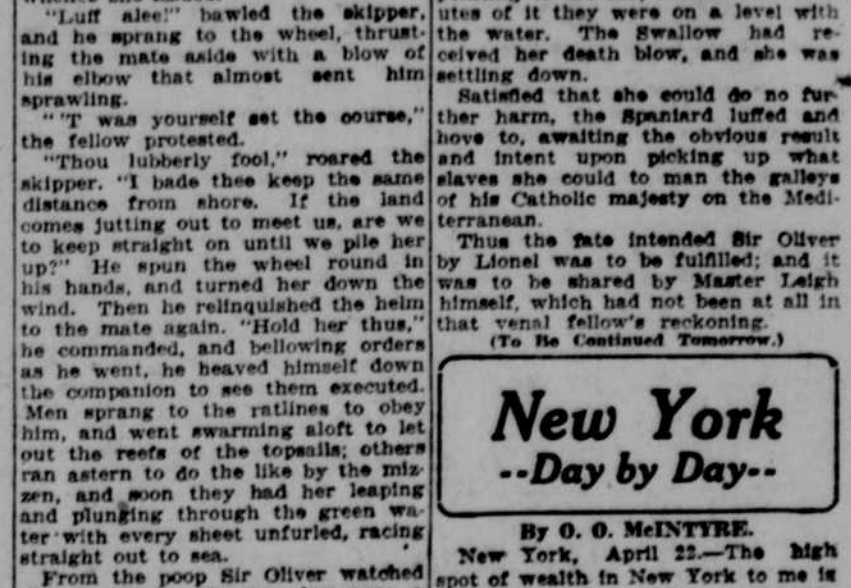 "Luff alee!" bawled the skipper,
and he sprang to the wheel, thrust-
ing the mate aside with a blow of
his elbow that almost sent him
sprawling.
"'T was yourself set the course,"
the fellow protested.
"Thou lubberly fool," roared the
skipper. "I bade thee keep the same
distance from shore. If the land
comes jutting out to meet us, are we
to keep straight on until we pile her
up?" He spun the wheel round in
his hands, and turned her down the
wind. Then he relinquished the helm
to the mate again. "Hold her thus,"
he commanded, and bellowing orders
as he went, he heaved himself down
the companion to see them executed.
Men sprang to the ratlines to obey
him, and went swarming aloft to let
out the reefs of the topsails; others
ran astern to do the like by the miz-
zen, and soon they had her leaping
and plunging through the green wa-
ter with every sheet unfurled, racing
straight out to sea.
From the poop Sir Oliver watched
utes of it they were on a level with
the water. The Swallow had re-
ceived her death blow, and she was
settling down.
Satisfied that she could do no fur-
ther harm, the Spaniard luffed and
hove to, awaiting the obvious result
and intent upon picking up what
slaves she could to man the galleys
of his Catholic majesty on the Medi-
terranean.
Thus the fate intended Sir Oliver
by Lionel was to be fulfilled; and it
was to be shared by Master Leigh
himself, which had not been at all in
that venal fellow's reckoning.
(To Be Continued Tomorrow.)
New York
--Day by Day--
By O. O. McINTYRE.
New York, April 22.—The high
spot of wealth in New York to me is